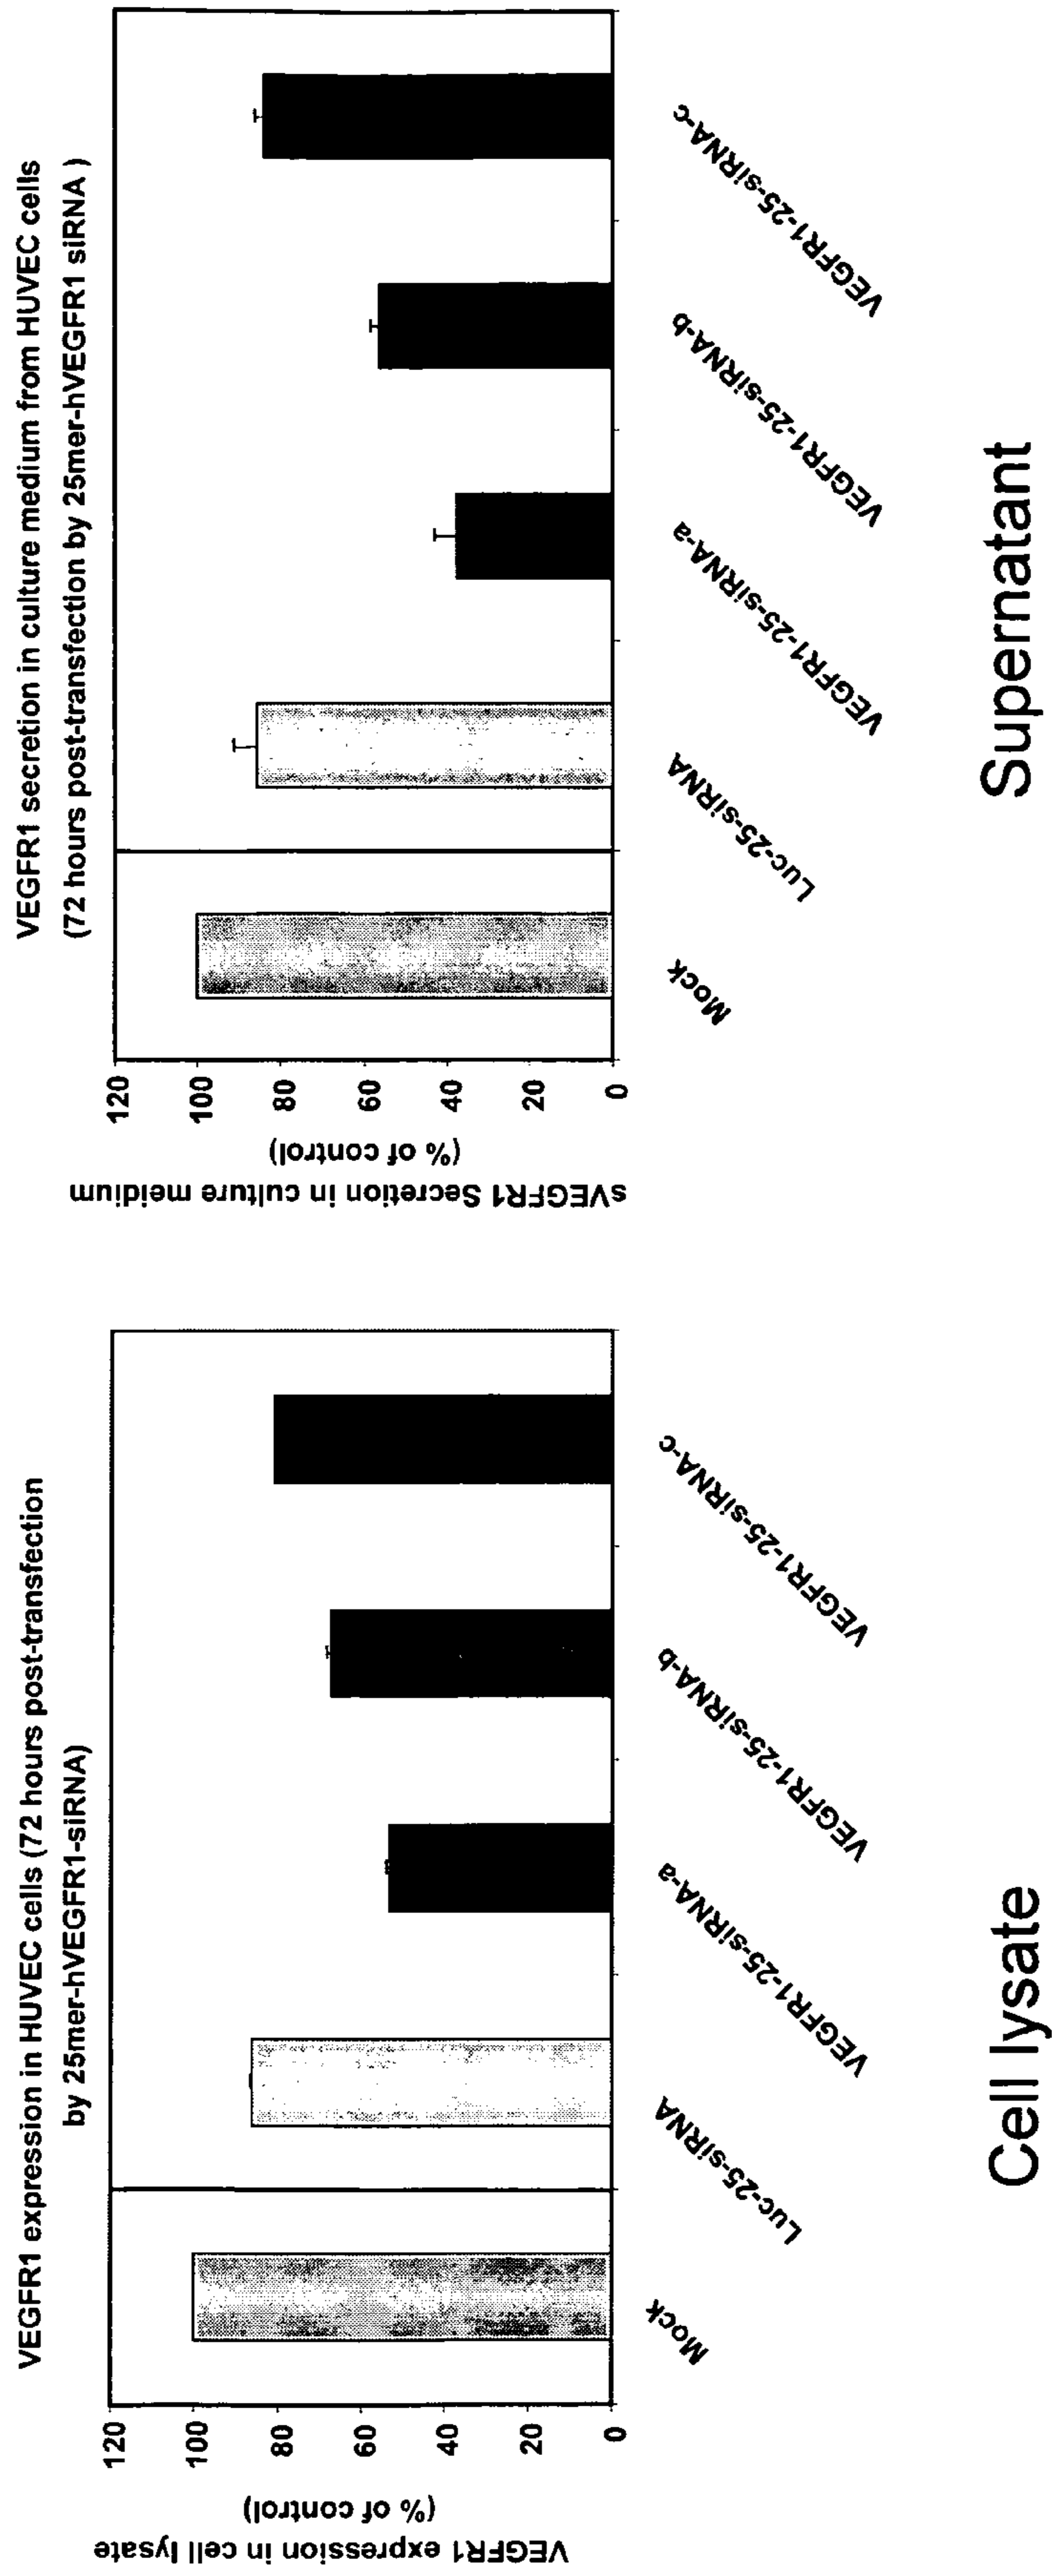 VEGFR1 expression in HUVEC cells (72 hours post-transfection
by 25mer-hVEGFR1-siRNA)
VEGFR1 expression in cell lysate
(% of control)
120
100
80
60
40
20
0
Mock
Luc-25-siRNA
VEGFR1-25-siRNA-a
VEGFR1-25-siRNA-b
VEGFR1-25-siRNA-c
Cell lysate
VEGFR1 secretion in culture medium from HUVEC cells
(72 hours post-transfection by 25mer-hVEGFR1 siRNA )
sVEGFR1 Secretion in culture meidium
(% of control)
120
100
80
60
40
20
0
Mock
Luc-25-siRNA
VEGFR1-25-siRNA-a
VEGFR1-25-siRNA-b
VEGFR1-25-siRNA-c
Supernatant